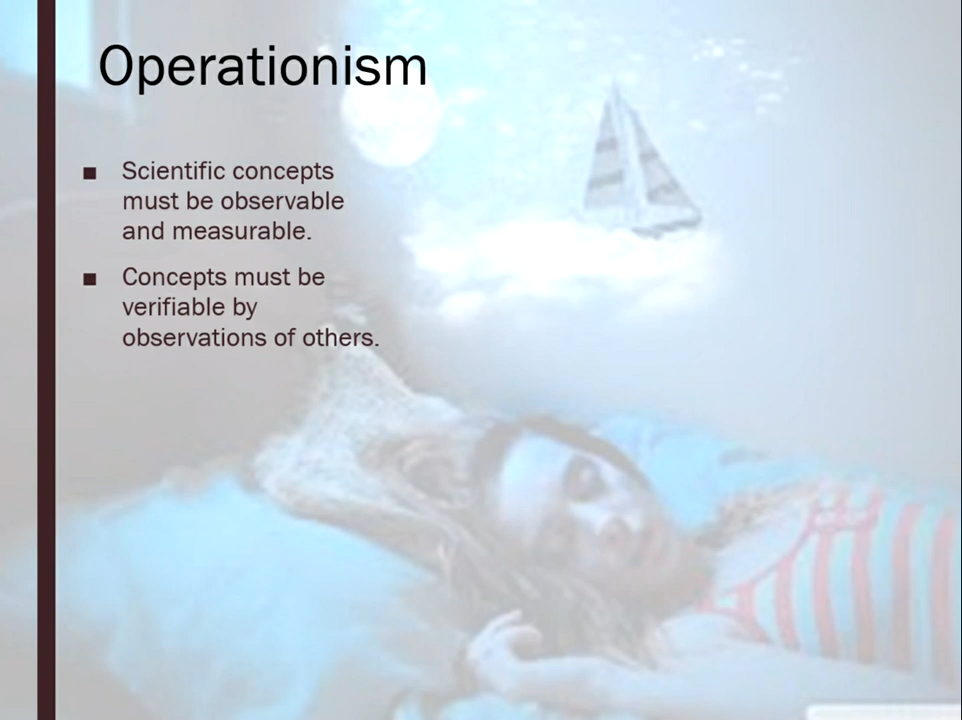 Operationism
■ Scientific concepts
must be observable
and measurable.
■ Concepts must be
verifiable by
observations of others.